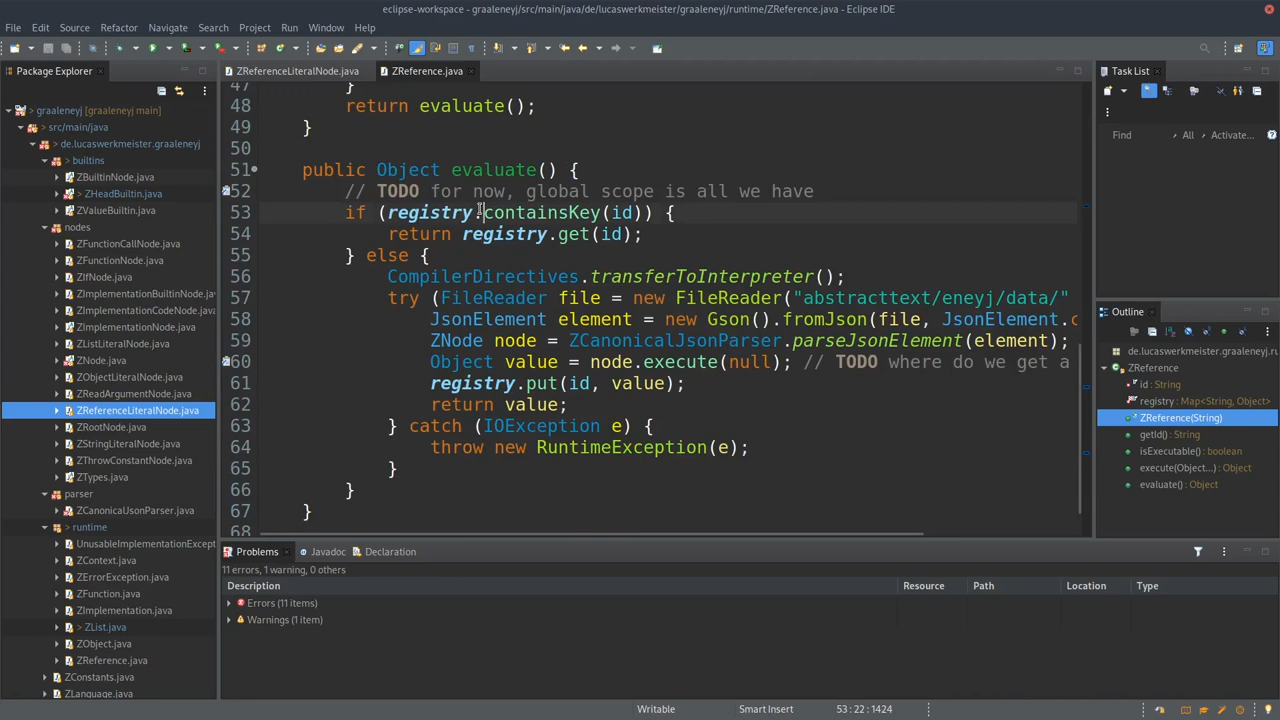 eclipse-workspace - graaleneyj/src/main/java/de/lucaswerkmeister/graaleneyj/runtime/ZReference.java - Eclipse IDE
File Edit Source Refactor Navigate Search Project Run Window Help
Package Explorer
ZReferenceLiteralNode.java
ZReference.java
Task List
> graaleneyj [graaleneyj main]
> src/main/java
> de.lucaswerkmeister.graaleneyj
> builtins
ZBuiltinNode.java
> ZHeadBuiltin.java
ZValueBuiltin.java
nodes
ZFunctionCallNode.java
ZFunctionNode.java
ZIfNode.java
ZImplementationBuiltinNode.java
ZImplementationCodeNode.java
ZImplementationNode.java
ZListLiteralNode.java
ZNode.java
ZObjectLiteralNode.java
ZReadArgumentNode.java
ZReferenceLiteralNode.java
ZRootNode.java
ZStringLiteralNode.java
ZThrowConstantNode.java
ZTypes.java
parser
ZCanonicalJsonParser.java
> runtime
UnusableImplementationExcept
ZContext.java
ZErrorException.java
ZFunction.java
ZImplementation.java
> ZList.java
ZObject.java
ZReference.java
ZConstants.java
ZLanguage.java
47 }
48 return evaluate();
49 }
50
51 public Object evaluate() {
52 // TODO for now, global scope is all we have
53 if (registry.containsKey(id)) {
54 return registry.get(id);
55 } else {
56 CompilerDirectives.transferToInterpreter();
57 try (FileReader file = new FileReader("abstracttext/eneyj/data/"
58 JsonElement element = new Gson().fromJson(file, JsonElement.c
59 ZNode node = ZCanonicalJsonParser.parseJsonElement(element);
60 Object value = node.execute(null); // TODO where do we get a
61 registry.put(id, value);
62 return value;
63 } catch (IOException e) {
64 throw new RuntimeException(e);
65 }
66 }
67 }
68
Find All Activate...
Outline
de.lucaswerkmeister.graaleneyj.ru
ZReference
id : String
registry : Map<String, Object>
ZReference(String)
getId() : String
isExecutable() : boolean
execute(Object...) : Object
evaluate() : Object
Problems Javadoc Declaration
11 errors, 1 warning, 0 others
Description Resource Path Location Type
Errors (11 items)
Warnings (1 item)
Writable Smart Insert 53 : 22 : 1424